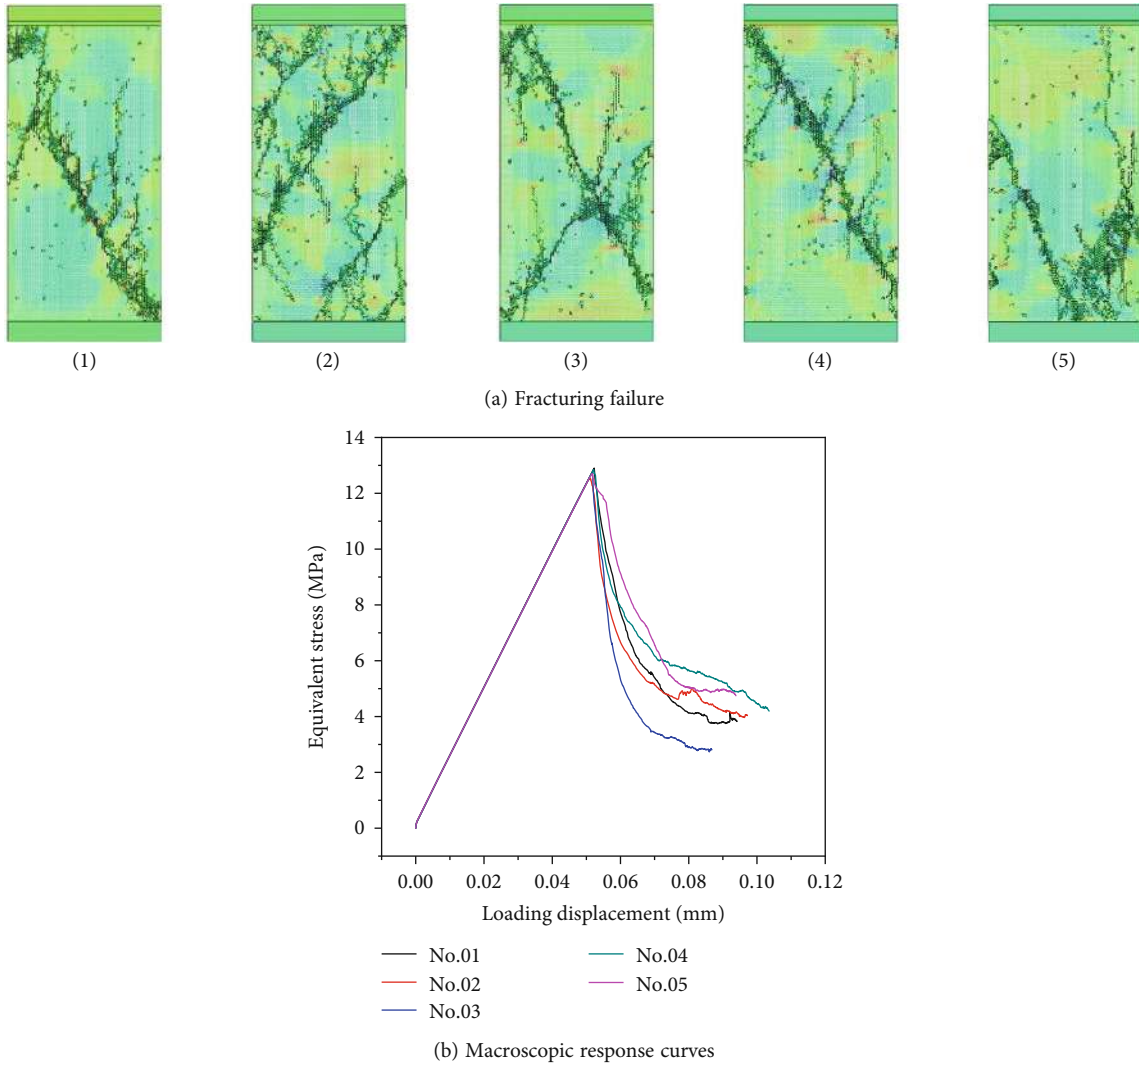 (1) (2) (3) (4) (5)
(a) Fracturing failure
14
12
10
8
6
4
2
0
Equivalent stress (MPa)
0.00 0.02 0.04 0.06 0.08 0.10 0.12
Loading displacement (mm)
No.01 No.04
No.02 No.05
No.03
(b) Macroscopic response curves